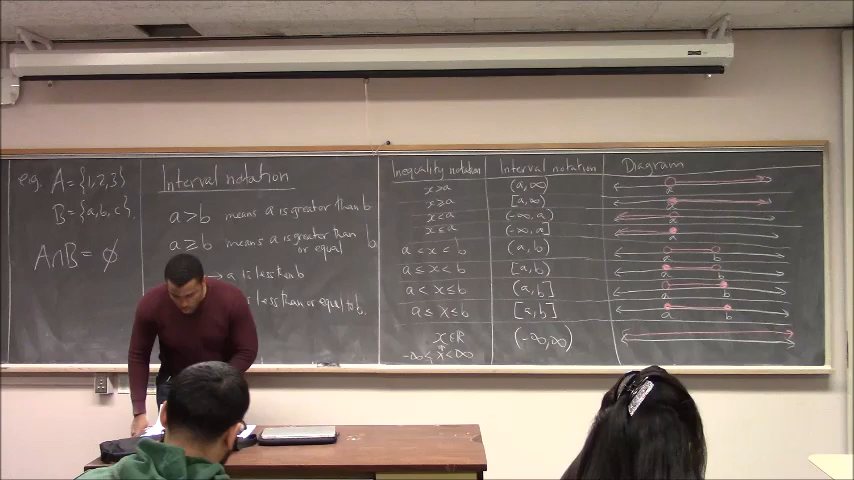 e.g. A = {1,2,3}
B = {a,b,c}.
A∩B = ∅
Interval notation
a>b means a is greater than b
a≥b means a is greater than or equal b
→ a is less than b
is less than or equal to b.
Inequality notation Interval notation Diagram
x>a (a,∞) a
x≥a [a,∞) a
x<a (-∞,a) a
x≤a (-∞,a] a
a<x<b (a,b) a b
a≤x<b [a,b) a b
a<x≤b (a,b] a b
a≤x≤b [a,b] a b
x∈ℝ (-∞,∞)
-∞<x<∞